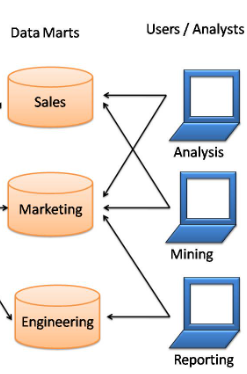 Data Marts
Users / Analysts
Sales
Analysis
Marketing
Mining
Engineering
Reporting